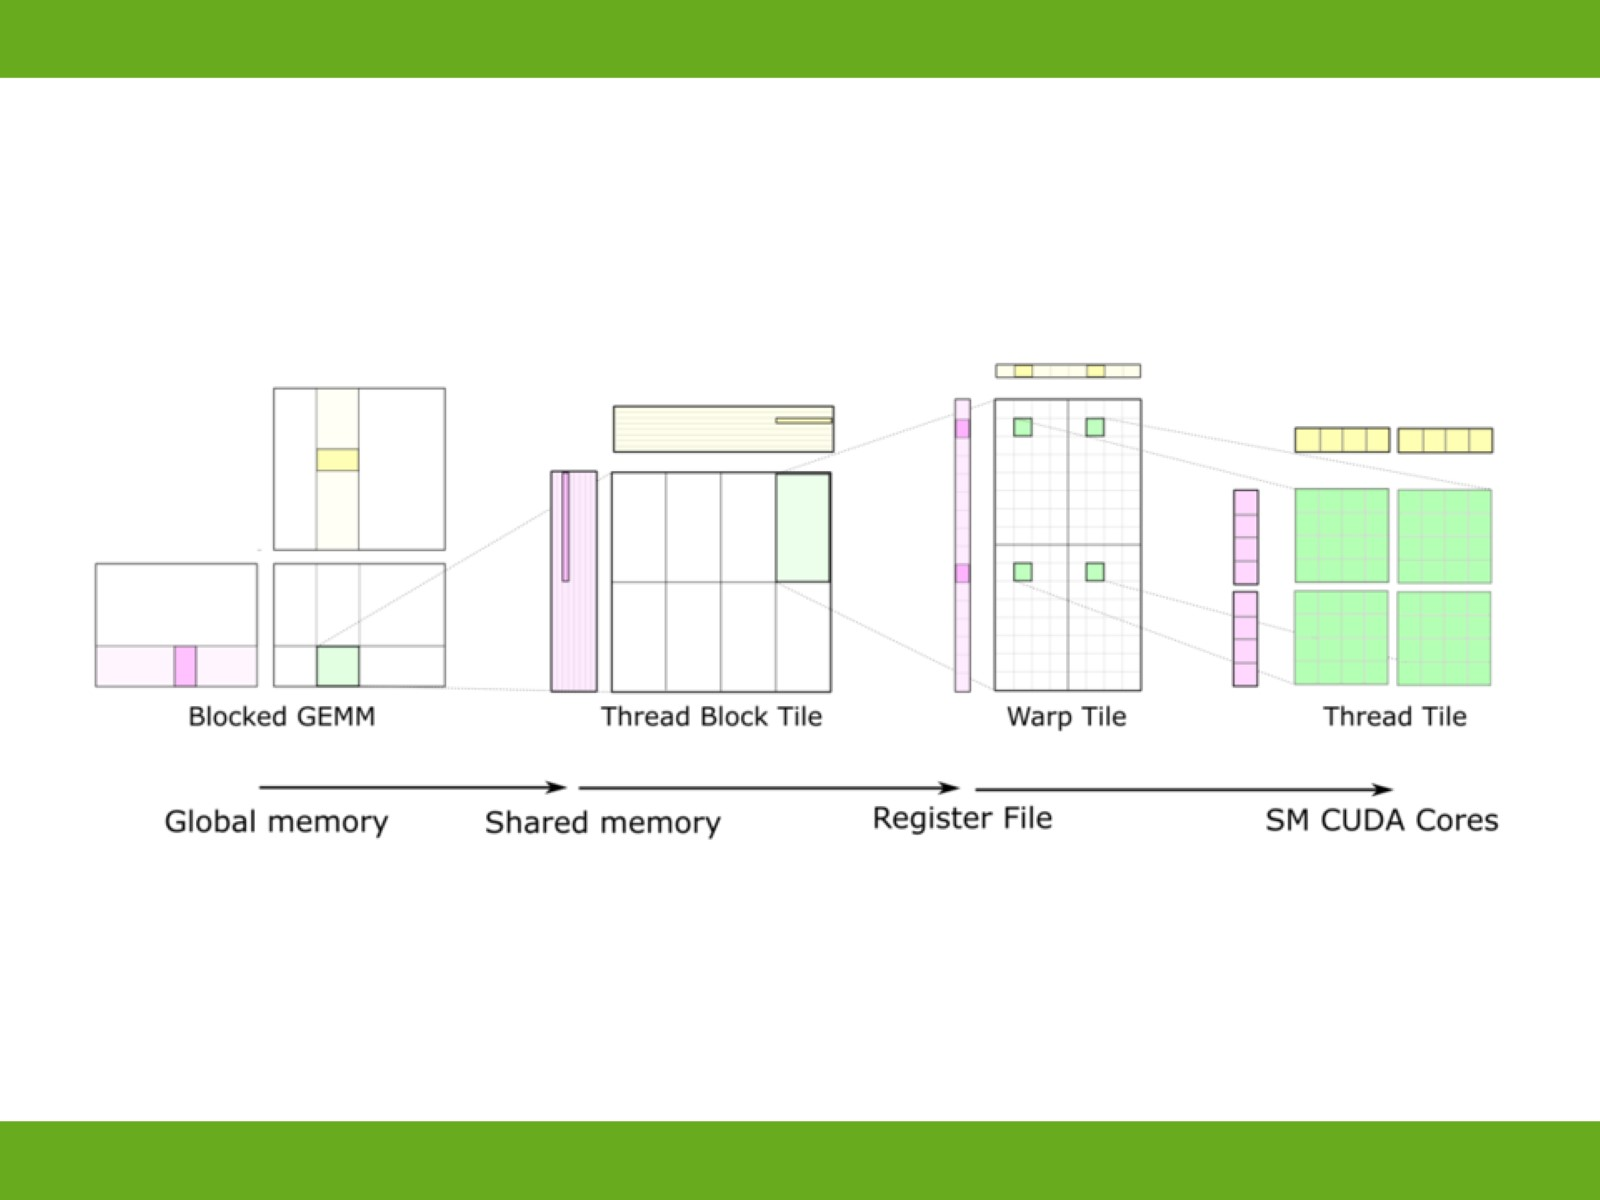 Blocked GEMM
Thread Block Tile
Warp Tile
Thread Tile
Global memory
Shared memory
Register File
SM CUDA Cores